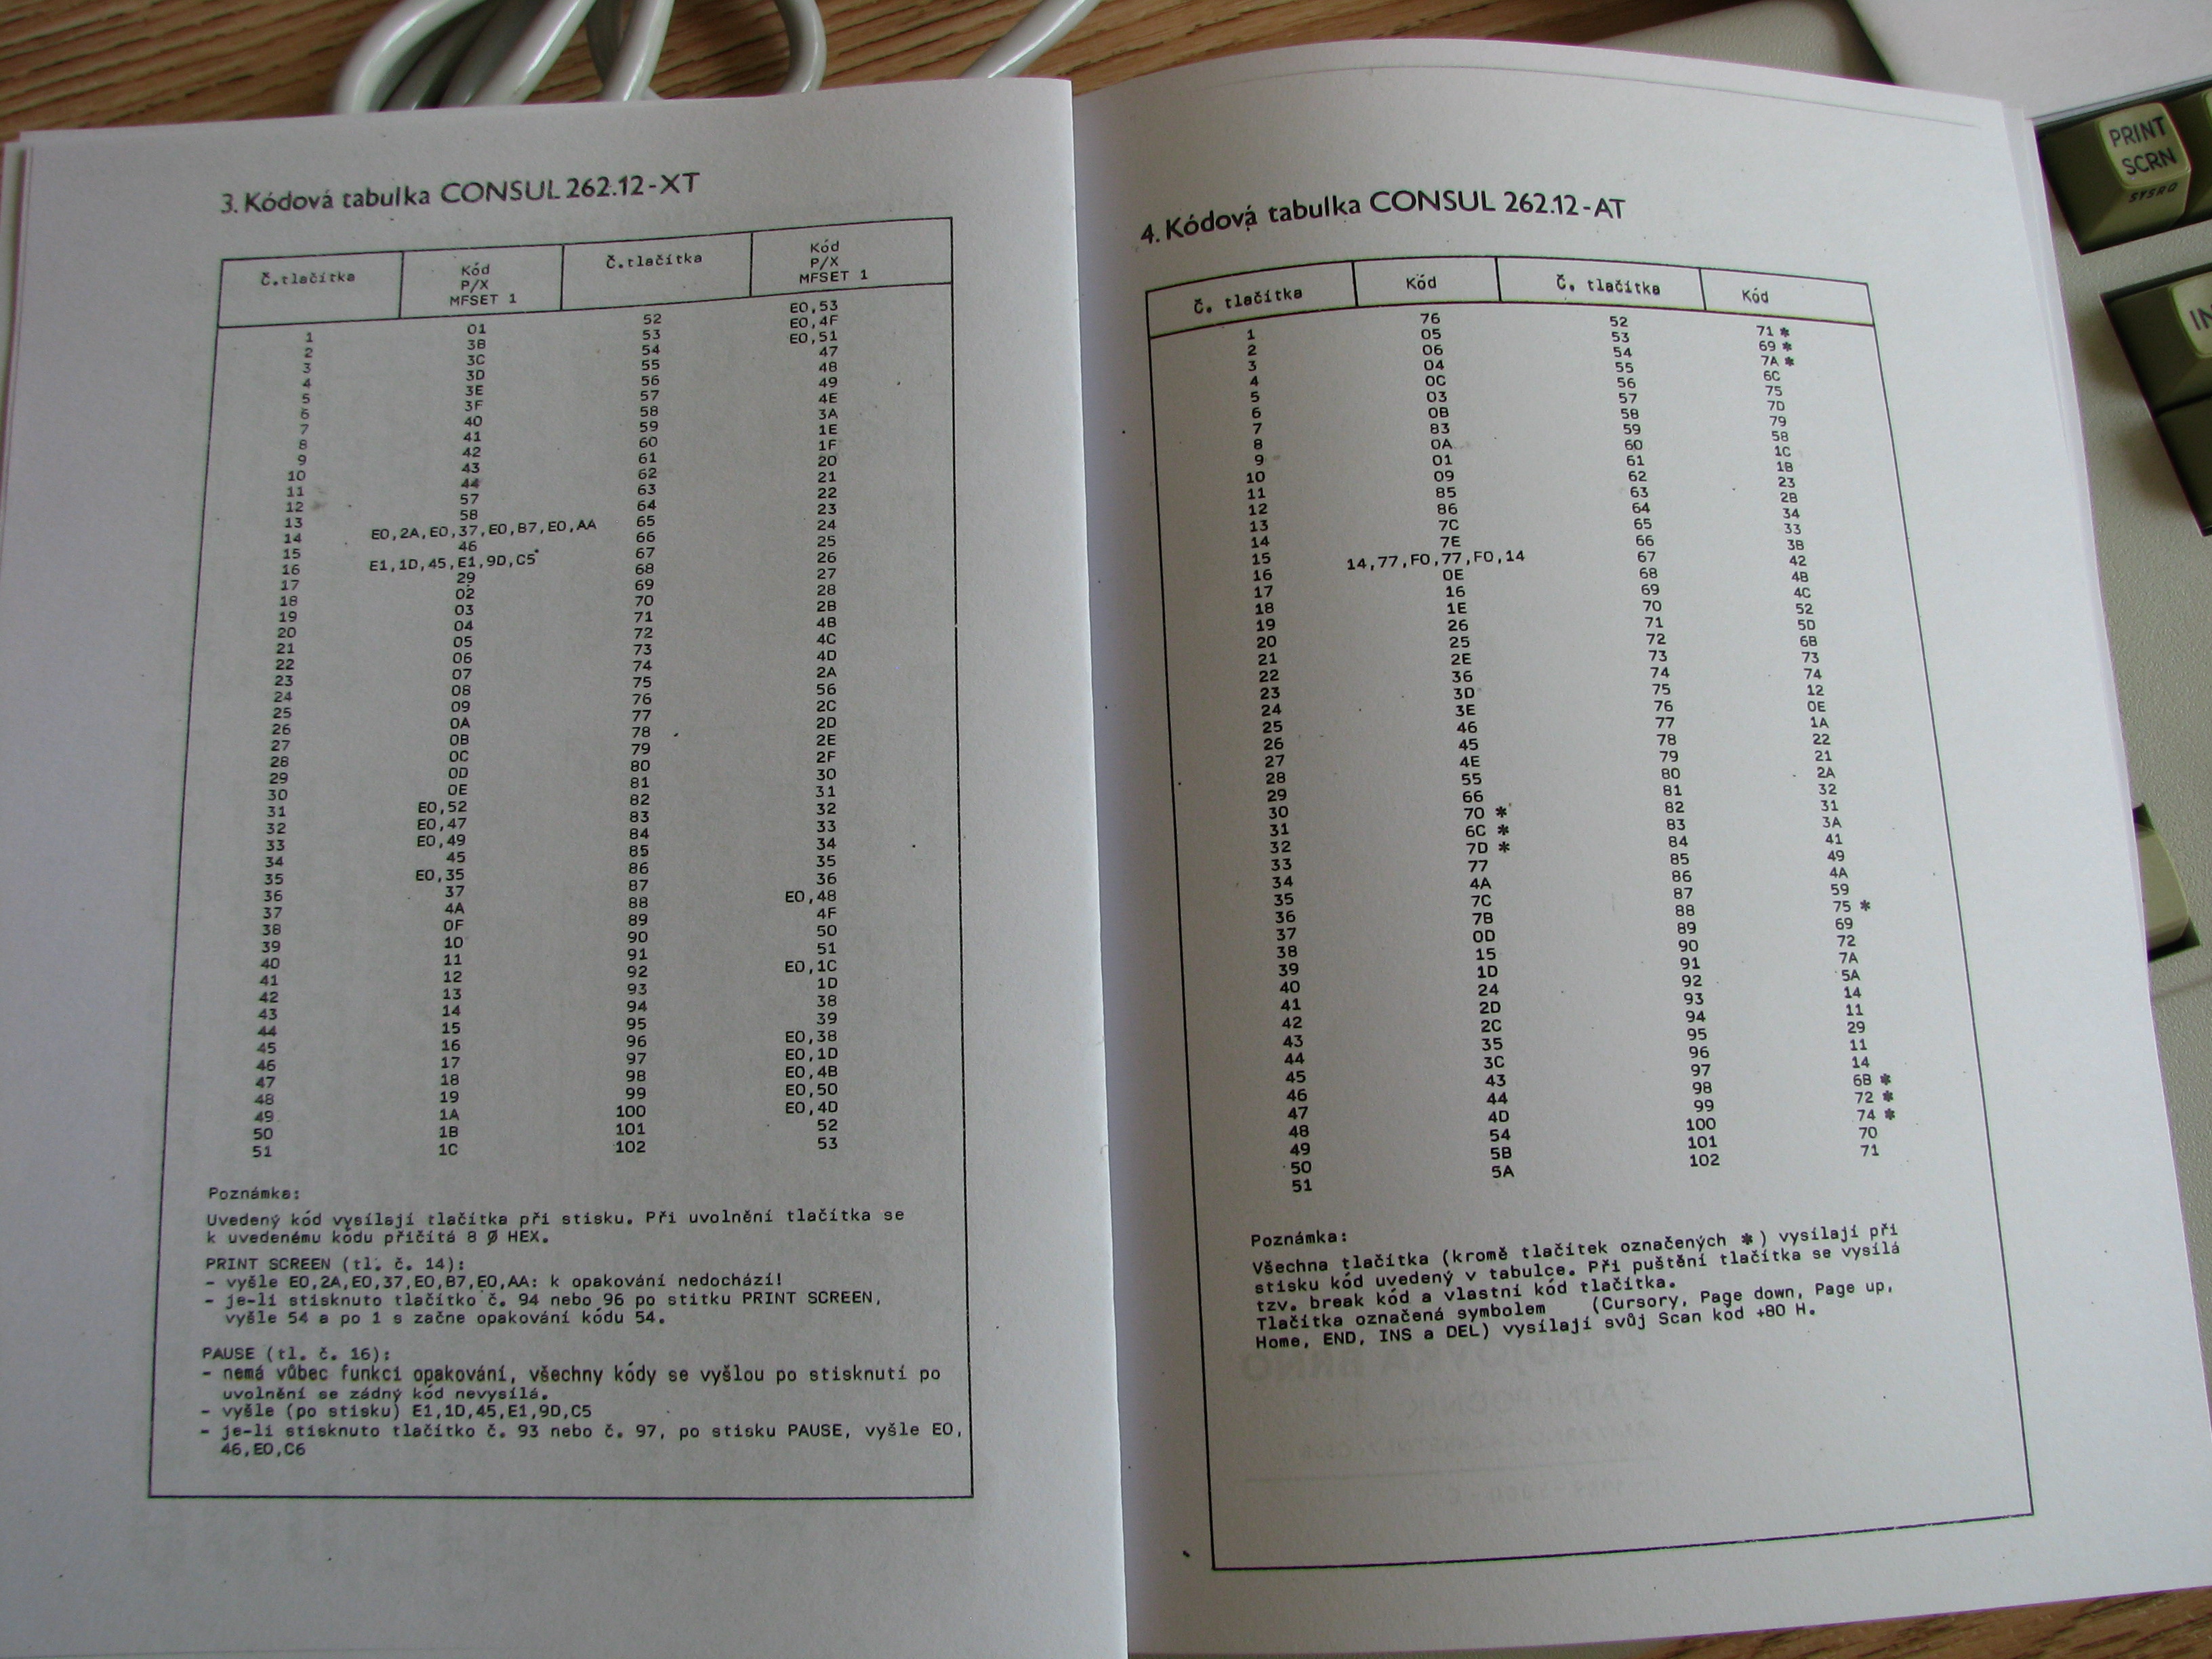 3. Kódová tabulka CONSUL 262.12-XT
Č.tlačítka Kód P/X MFSET 1 Č.tlačítka Kód P/X MFSET 1
1 01 52 E0,53
2 3B 53 E0,4F
3 3C 54 E0,51
4 3D 55 47
5 3E 56 48
6 3F 57 49
7 40 58 4E
8 41 59 3A
9 42 60 1E
10 43 61 1F
11 44 62 20
12 57 63 21
13 58 64 22
14 E0,2A,E0,37,E0,B7,E0,AA 65 23
15 46 66 24
16 E1,1D,45,E1,9D,C5 67 25
17 29 68 26
18 02 69 27
19 03 70 28
20 04 71 2B
21 05 72 4B
22 06 73 4C
23 07 74 4D
24 08 75 2A
25 09 76 56
26 0A 77 2C
27 0B 78 2D
28 0C 79 2E
29 0D 80 2F
30 0E 81 30
31 E0,52 82 31
32 E0,47 83 32
33 E0,49 84 33
34 45 85 34
35 E0,35 86 35
36 37 87 36
37 4A 88 E0,48
38 0F 89 4F
39 10 90 50
40 11 91 51
41 12 92 E0,1C
42 13 93 1D
43 14 94 38
44 15 95 39
45 16 96 E0,38
46 17 97 E0,1D
47 18 98 E0,4B
48 19 99 E0,50
49 1A 100 E0,4D
50 1B 101 52
51 1C 102 53
Poznámka:
Uvedený kód vysílají tlačítka při stisku. Při uvolnění tlačítka se
k uvedenému kódu přičítá 8 Ø HEX.
PRINT SCREEN (tl. č. 14):
- vyšle E0,2A,E0,37,E0,B7,E0,AA: k opakování nedochází!
- je-li stisknuto tlačítko č. 94 nebo 96 po stitku PRINT SCREEN,
vyšle 54 a po 1 s začne opakování kódu 54.
PAUSE (tl. č. 16):
- nemá vůbec funkci opakování, všechny kódy se vyšlou po stisknutí po
uvolnění se žádný kód nevysílá.
- vyšle (po stisku) E1,1D,45,E1,9D,C5
- je-li stisknuto tlačítko č. 93 nebo č. 97, po stisku PAUSE, vyšle E0,
46,E0,C6
4. Kódová tabulka CONSUL 262.12-AT
Č. tlačítka Kód Č. tlačítka Kód
1 76 52 71 *
2 05 53 69 *
3 06 54 7A *
4 04 55 6C
5 0C 56 75
6 03 57 7D
7 0B 58 79
8 83 59 58
9 0A 60 1C
10 01 61 1B
11 09 62 23
12 85 63 2B
13 86 64 34
14 7C 65 33
15 7E 66 3B
16 14,77,F0,77,F0,14 67 42
17 0E 68 4B
18 16 69 4C
19 1E 70 52
20 26 71 5D
21 25 72 6B
22 2E 73 73
23 36 74 74
24 3D 75 12
25 3E 76 0E
26 46 77 1A
27 45 78 22
28 4E 79 21
29 55 80 2A
30 66 81 32
31 70 * 82 31
32 6C * 83 3A
33 7D * 84 41
34 77 85 49
35 4A 86 4A
36 7C 87 59
37 7B 88 75 *
38 0D 89 69
39 15 90 72
40 1D 91 7A
41 24 92 5A
42 2D 93 14
43 2C 94 11
44 35 95 29
45 3C 96 11
46 43 97 14
47 44 98 6B *
48 4D 99 72 *
49 54 100 74 *
50 5B 101 70
51 5A 102 71
Poznámka:
Všechna tlačítka (kromě tlačítek označených *) vysílají při
stisku kód uvedený v tabulce. Při puštění tlačítka se vysílá
tzv. break kód a vlastní kód tlačítka.
Tlačítka označená symbolem (Cursory, Page down, Page up,
Home, END, INS a DEL) vysílají svůj Scan kód +80 H.
PRINT
SCRN
SYSRQ